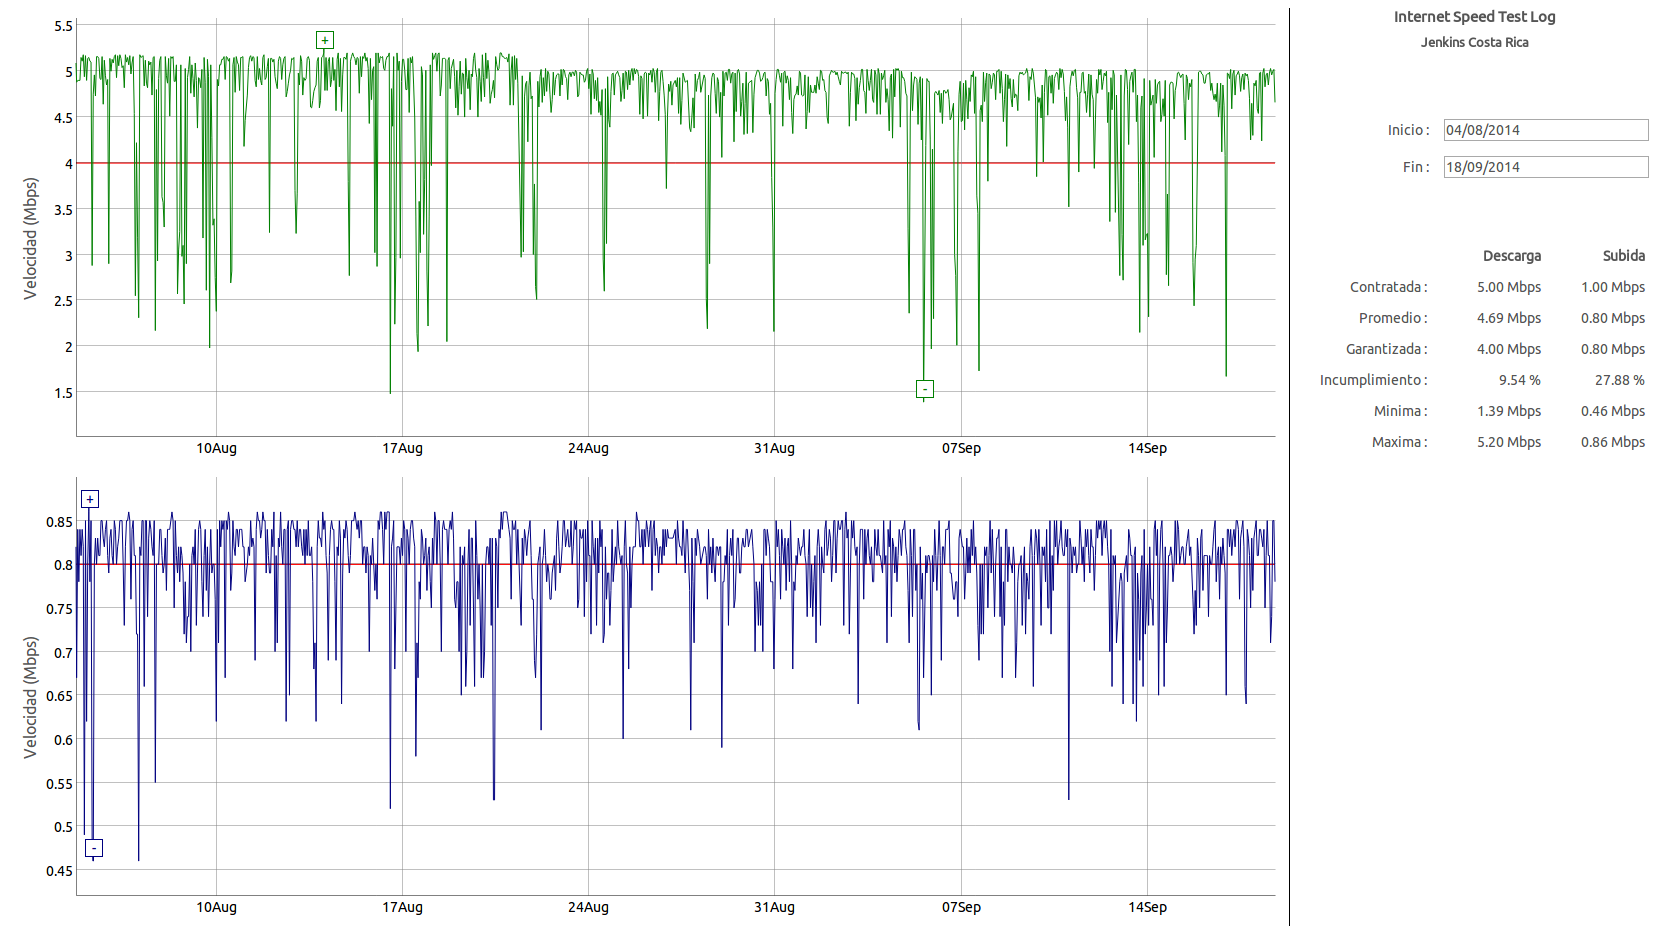 5.5
5
4.5
4
3.5
3
2.5
2
1.5
Velocidad (Mbps)
+
-
10Aug 17Aug 24Aug 31Aug 07Sep 14Sep
0.85
0.8
0.75
0.7
0.65
0.6
0.55
0.5
0.45
Velocidad (Mbps)
+
-
10Aug 17Aug 24Aug 31Aug 07Sep 14Sep
Internet Speed Test Log
Jenkins Costa Rica
Inicio : 04/08/2014
Fin : 18/09/2014
Descarga Subida
Contratada : 5.00 Mbps 1.00 Mbps
Promedio : 4.69 Mbps 0.80 Mbps
Garantizada : 4.00 Mbps 0.80 Mbps
Incumplimiento : 9.54 % 27.88 %
Minima : 1.39 Mbps 0.46 Mbps
Maxima : 5.20 Mbps 0.86 Mbps